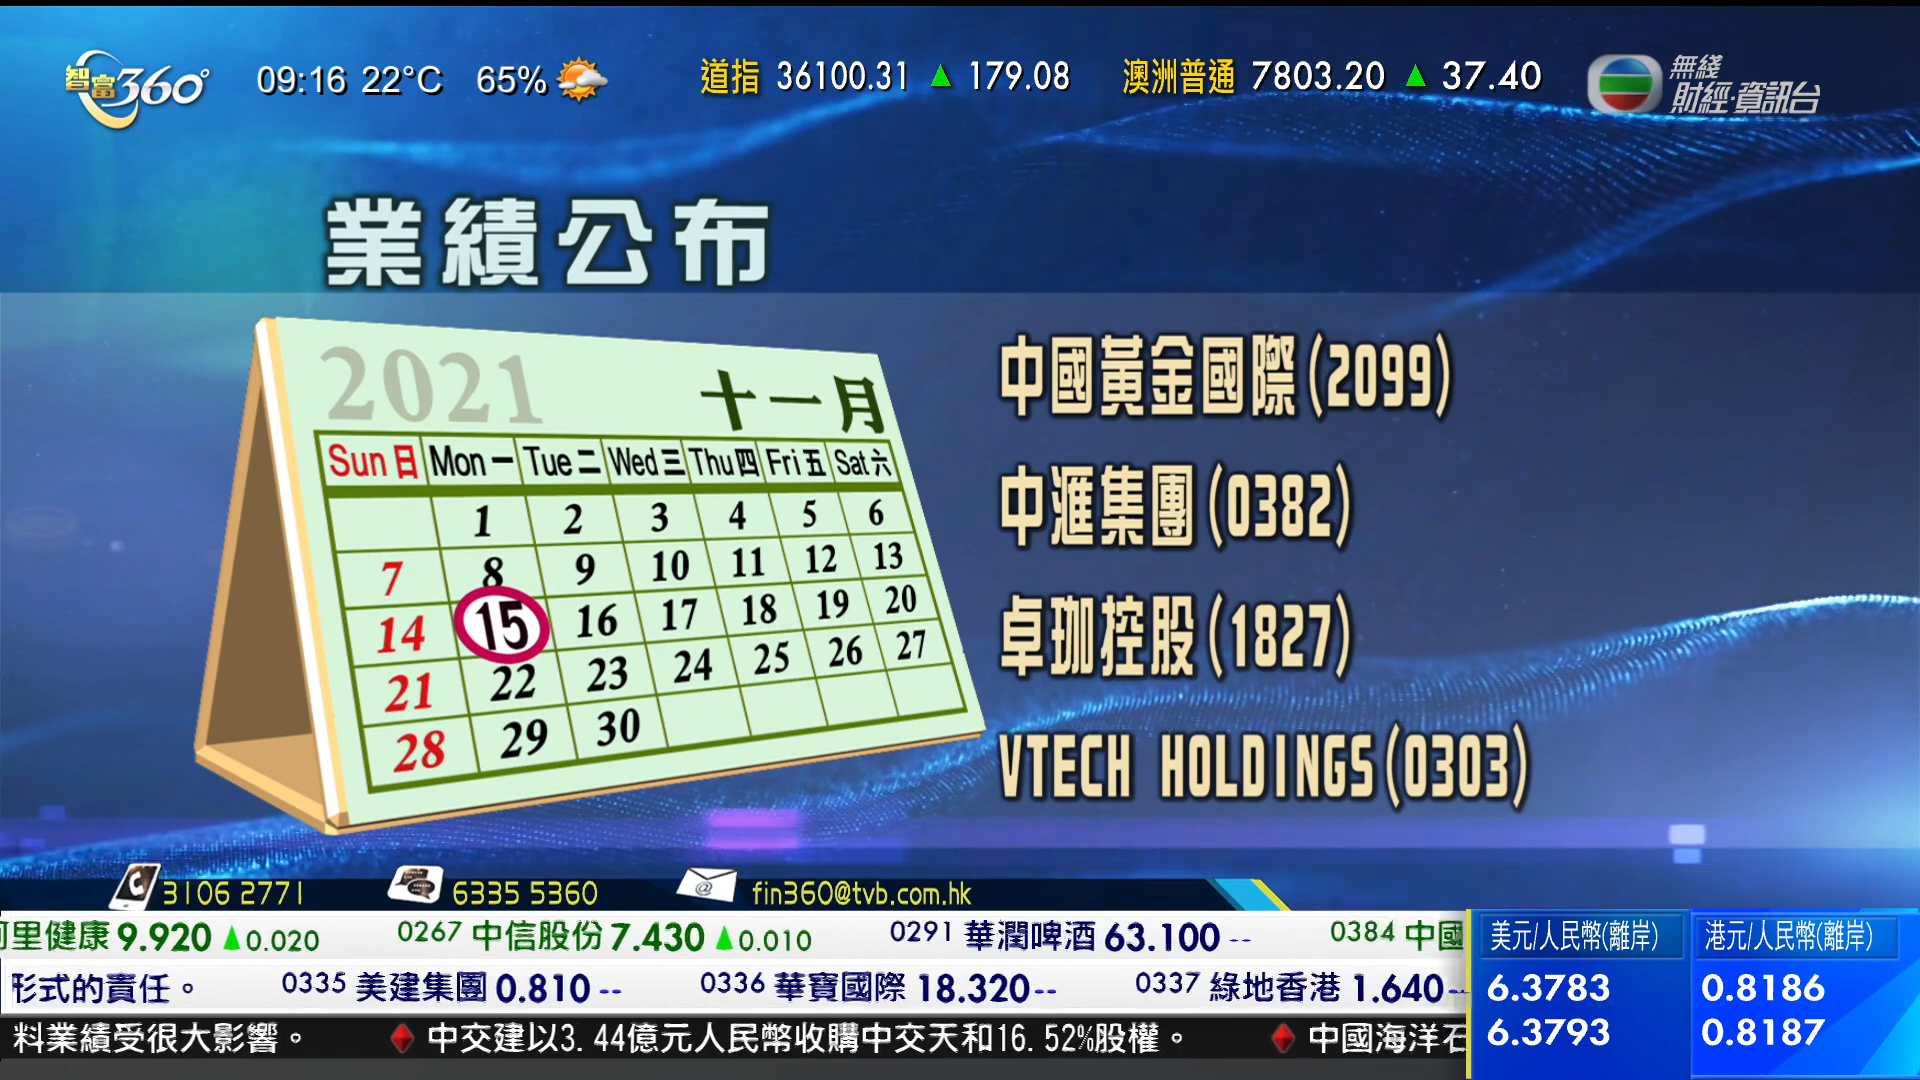 智富360°
09:16 22°C 65%
道指 36100.31 ▲ 179.08 澳洲普通 7803.20 ▲ 37.40
無綫
財經·資訊台
業績公布
2021 十一月
Sun日 Mon一 Tue二 Wed三 Thu四 Fri五 Sat六
1 2 3 4 5 6
7 8 9 10 11 12 13
14 15 16 17 18 19 20
21 22 23 24 25 26 27
28 29 30
中國黃金國際(2099)
中滙集團(0382)
卓珈控股(1827)
VTECH HOLDINGS(0303)
3106 2771 6335 5360 fin360@tvb.com.hk
里健康 9.920 ▲0.020 0267 中信股份 7.430 ▲0.010 0291 華潤啤酒 63.100 -- 0384 中國
形式的責任。 0335 美建集團 0.810 -- 0336 華寶國際 18.320 -- 0337 綠地香港 1.640 --
料業績受很大影響。 ♦ 中交建以3.44億元人民幣收購中交天和16.52%股權。 ♦ 中國海洋石
美元/人民幣(離岸)
6.3783
6.3793
港元/人民幣(離岸)
0.8186
0.8187